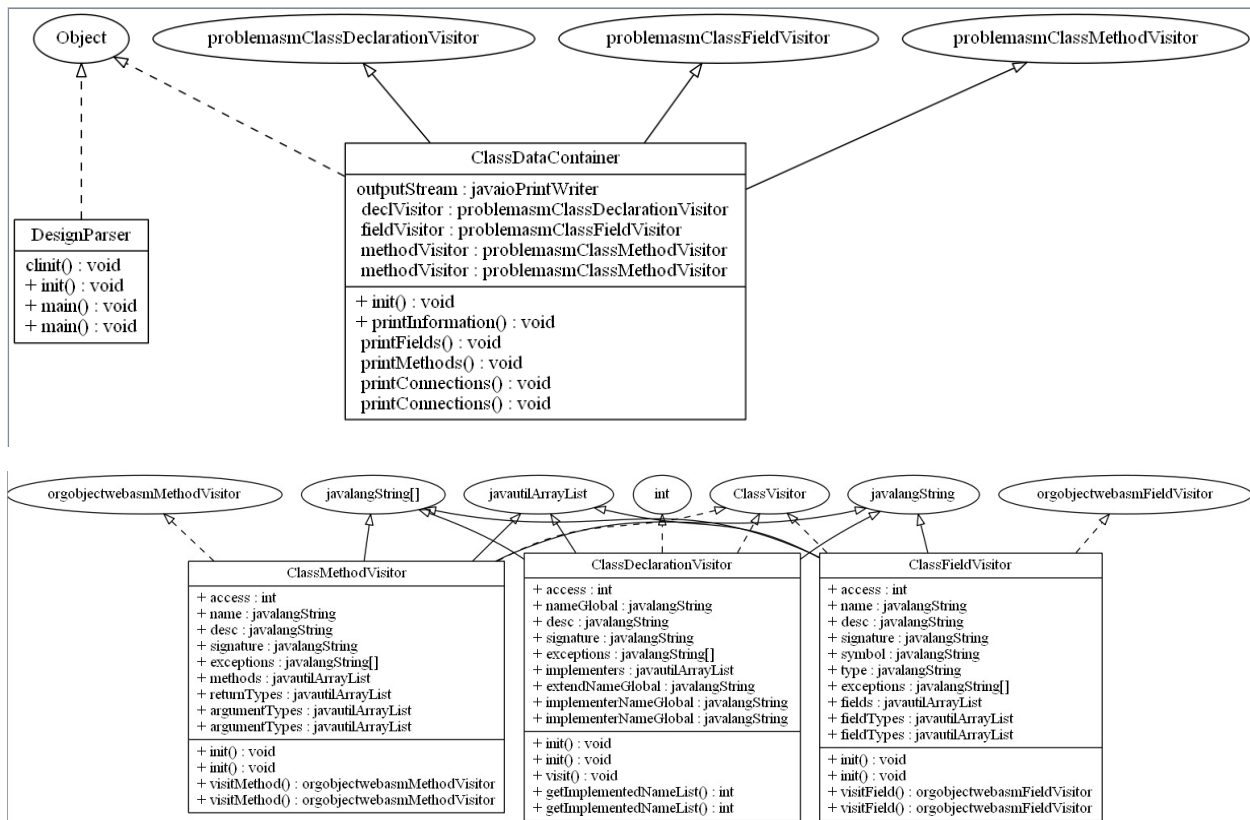 Object
problemasmClassDeclarationVisitor
problemasmClassFieldVisitor
problemasmClassMethodVisitor
DesignParser
clinit() : void
+ init() : void
+ main() : void
+ main() : void
ClassDataContainer
outputStream : javaioPrintWriter
declVisitor : problemasmClassDeclarationVisitor
fieldVisitor : problemasmClassFieldVisitor
methodVisitor : problemasmClassMethodVisitor
methodVisitor : problemasmClassMethodVisitor
+ init() : void
+ printInformation() : void
printFields() : void
printMethods() : void
printConnections() : void
printConnections() : void
orgobjectwebasmMethodVisitor
javalangString[]
javautilArrayList
int
ClassVisitor
javalangString
orgobjectwebasmFieldVisitor
ClassMethodVisitor
+ access : int
+ name : javalangString
+ desc : javalangString
+ signature : javalangString
+ exceptions : javalangString[]
+ methods : javautilArrayList
+ returnTypes : javautilArrayList
+ argumentTypes : javautilArrayList
+ argumentTypes : javautilArrayList
+ init() : void
+ init() : void
+ visitMethod() : orgobjectwebasmMethodVisitor
+ visitMethod() : orgobjectwebasmMethodVisitor
ClassDeclarationVisitor
+ access : int
+ nameGlobal : javalangString
+ desc : javalangString
+ signature : javalangString
+ exceptions : javalangString[]
+ implementers : javautilArrayList
+ extendNameGlobal : javalangString
+ implementerNameGlobal : javalangString
+ implementerNameGlobal : javalangString
+ init() : void
+ init() : void
+ visit() : void
+ getImplementedNameList() : int
+ getImplementedNameList() : int
ClassFieldVisitor
+ access : int
+ name : javalangString
+ desc : javalangString
+ signature : javalangString
+ symbol : javalangString
+ type : javalangString
+ exceptions : javalangString[]
+ fields : javautilArrayList
+ fieldTypes : javautilArrayList
+ fieldTypes : javautilArrayList
+ init() : void
+ init() : void
+ visitField() : orgobjectwebasmFieldVisitor
+ visitField() : orgobjectwebasmFieldVisitor